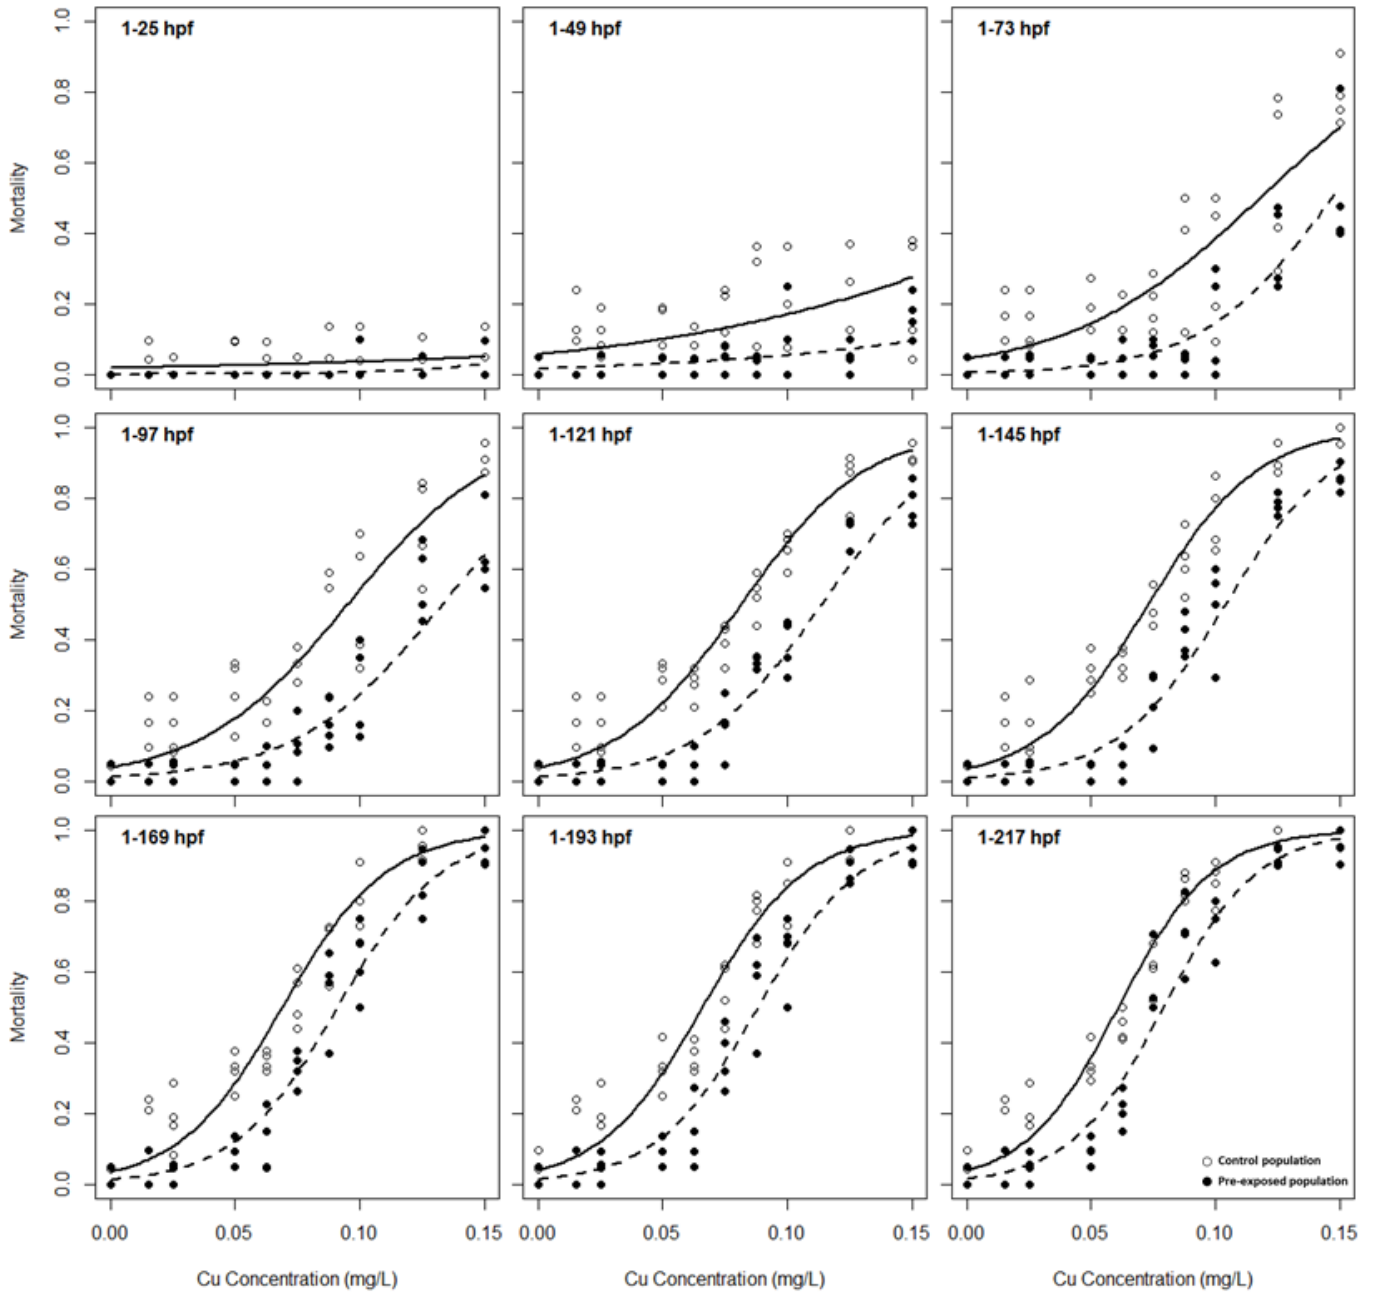 1-25 hpf
1-49 hpf
1-73 hpf
Mortality
0.0 0.2 0.4 0.6 0.8 1.0
1-97 hpf
1-121 hpf
1-145 hpf
Mortality
0.0 0.2 0.4 0.6 0.8 1.0
1-169 hpf
1-193 hpf
1-217 hpf
Mortality
0.0 0.2 0.4 0.6 0.8 1.0
Control population
Pre-exposed population
0.00 0.05 0.10 0.15 0.00 0.05 0.10 0.15 0.00 0.05 0.10 0.15
Cu Concentration (mg/L)
Cu Concentration (mg/L)
Cu Concentration (mg/L)